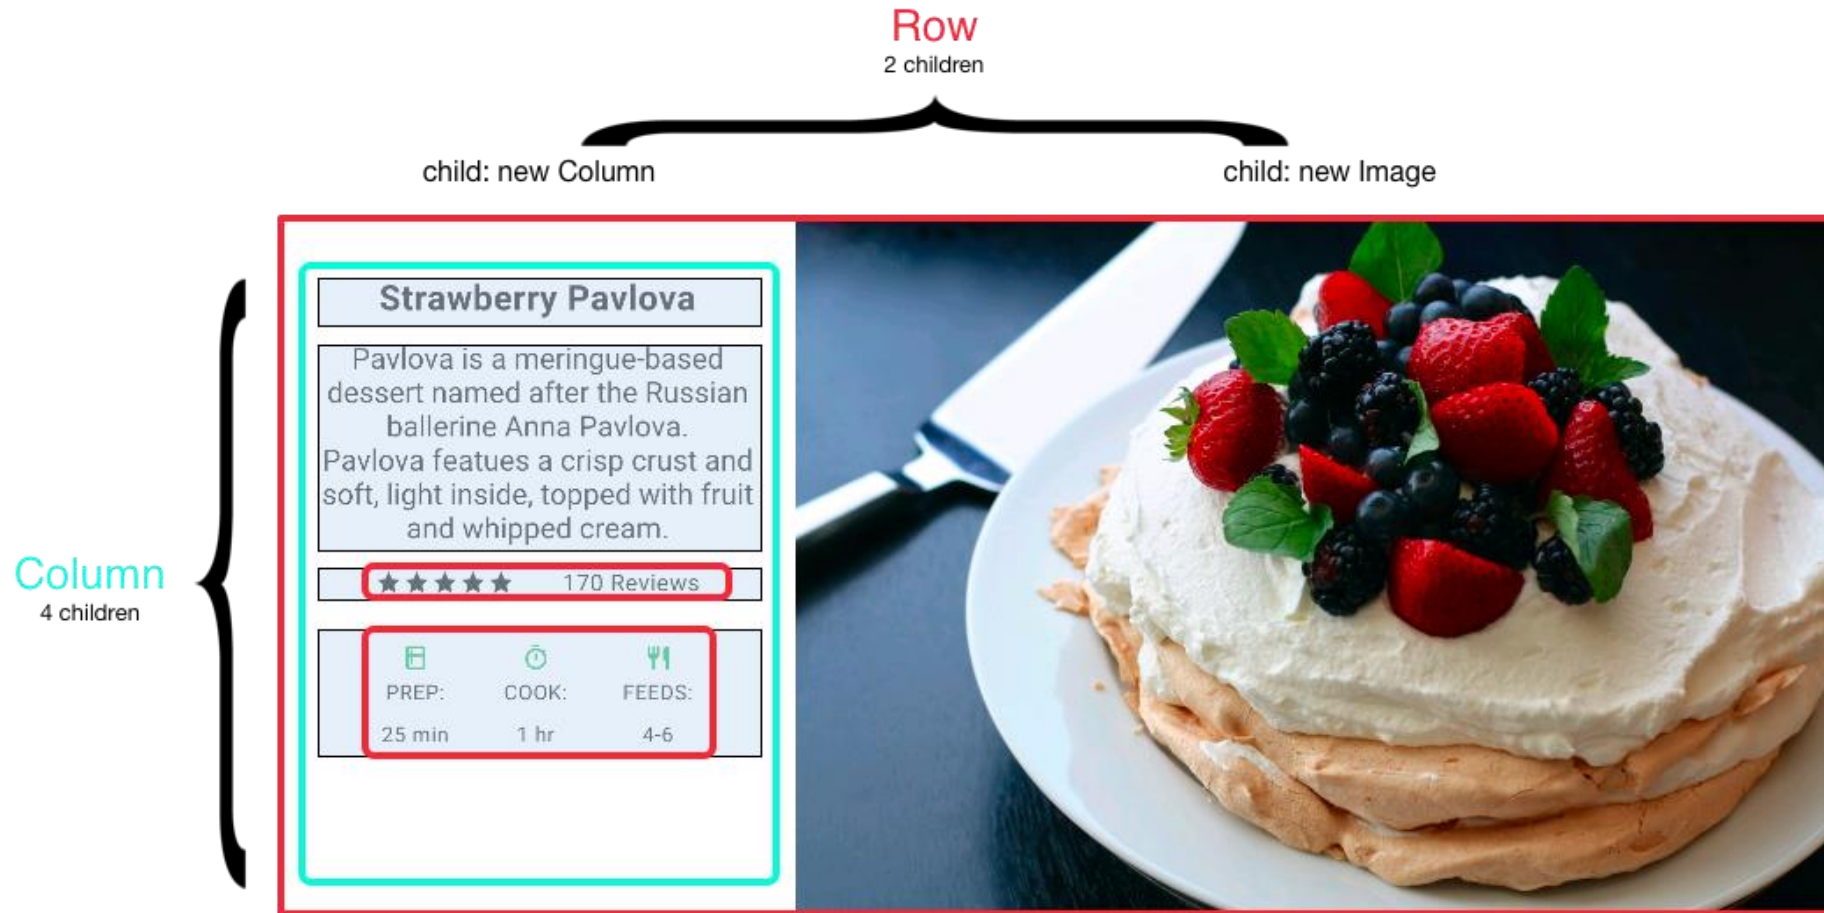 Row
2 children
child: new Column
child: new Image
Column
4 children
Strawberry Pavlova
Pavlova is a meringue-based
dessert named after the Russian
ballerine Anna Pavlova.
Pavlova featues a crisp crust and
soft, light inside, topped with fruit
and whipped cream.
170 Reviews
PREP: COOK: FEEDS:
25 min 1 hr 4-6